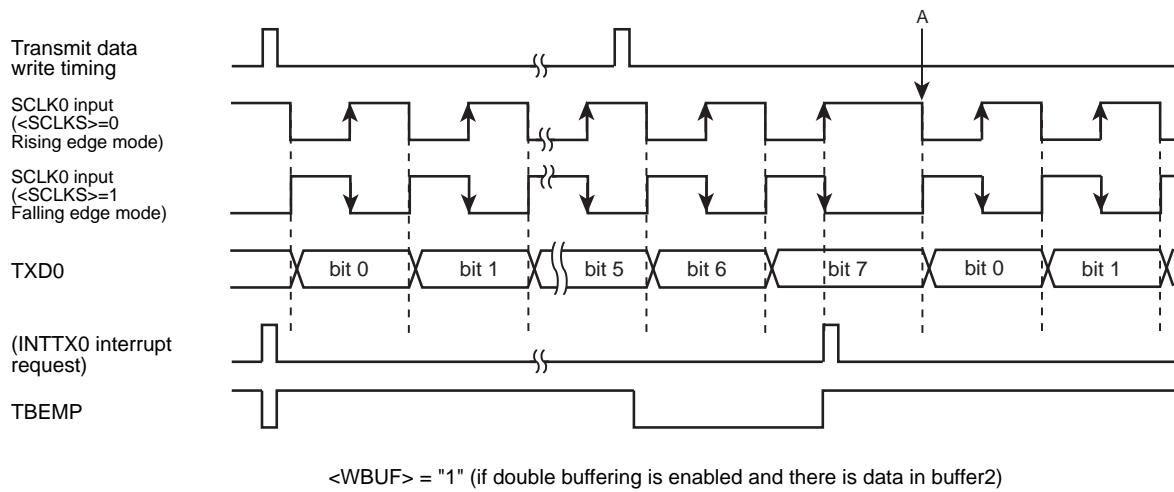 A
Transmit data
write timing
SCLK0 input
(<SCLKS>=0
Rising edge mode)
SCLK0 input
(<SCLKS>=1
Falling edge mode)
TXD0
bit 0
bit 1
bit 5
bit 6
bit 7
bit 0
bit 1
(INTTX0 interrupt
request)
TBEMP
<WBUF> = "1" (if double buffering is enabled and there is data in buffer2)